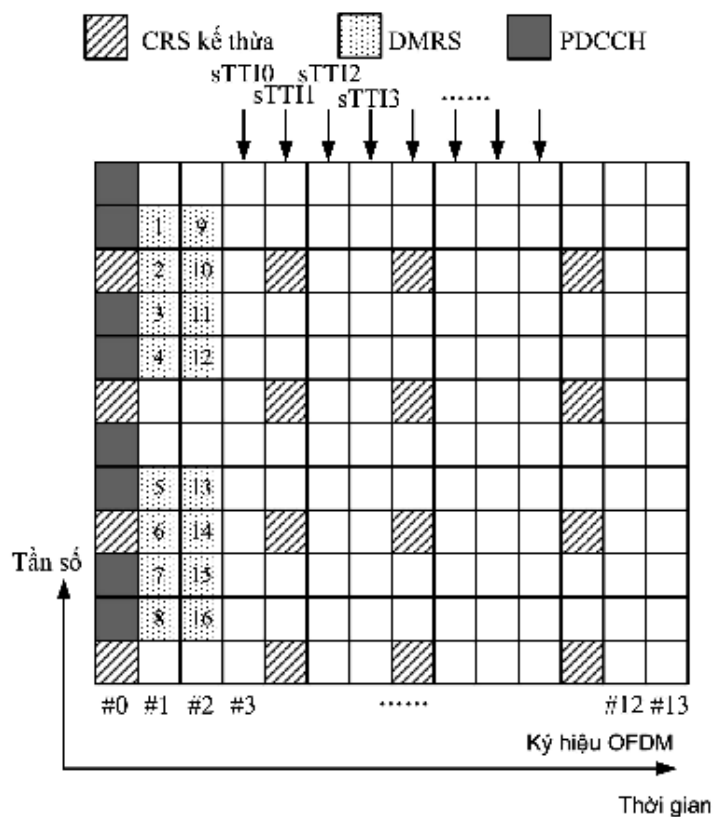 CRS kế thừa DMRS PDCCH
sTTI0 sTTI2
sTTI1 sTTI3 ......
1 9
2 10
3 11
4 12
5 13
6 14
Tần số
7 15
8 16
#0 #1 #2 #3 ...... #12 #13
Ký hiệu OFDM
Thời gian